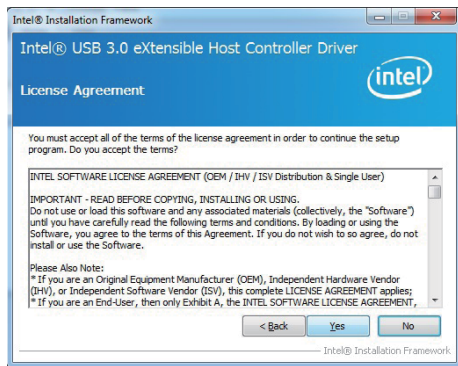 Intel® Installation Framework
Intel® USB 3.0 eXtensible Host Controller Driver
License Agreement
intel
You must accept all of the terms of the license agreement in order to continue the setup
program. Do you accept the terms?
INTEL SOFTWARE LICENSE AGREEMENT (OEM / IHV / ISV Distribution & Single User)
IMPORTANT - READ BEFORE COPYING, INSTALLING OR USING.
Do not use or load this software and any associated materials (collectively, the "Software")
until you have carefully read the following terms and conditions. By loading or using the
Software, you agree to the terms of this Agreement. If you do not wish to so agree, do not
install or use the Software.
Please Also Note:
* If you are an Original Equipment Manufacturer (OEM), Independent Hardware Vendor
(IHV), or Independent Software Vendor (ISV), this complete LICENSE AGREEMENT applies;
* If you are an End-User, then only Exhibit A, the INTEL SOFTWARE LICENSE AGREEMENT,
< Back Yes No
Intel® Installation Framework